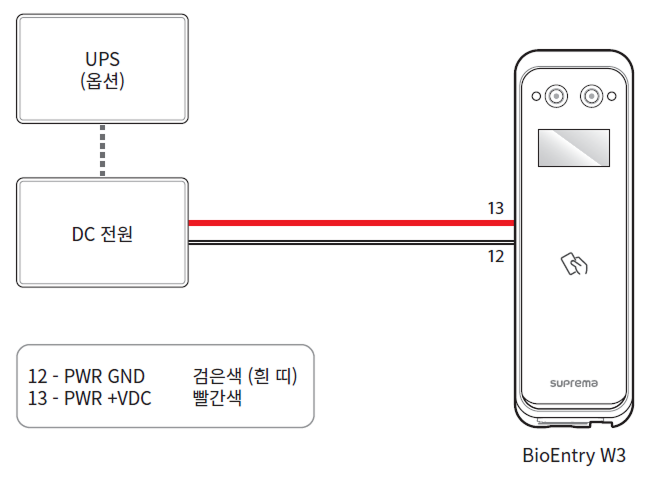 UPS
(옵션)
DC 전원
13
12
12 - PWR GND 검은색 (흰 띠)
13 - PWR +VDC 빨간색
suprema
BioEntry W3